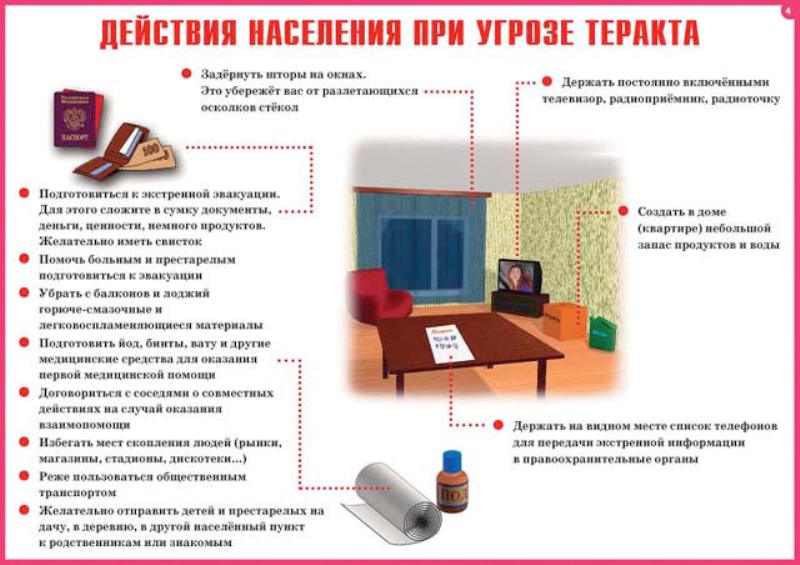 4
ДЕЙСТВИЯ НАСЕЛЕНИЯ ПРИ УГРОЗЕ ТЕРАКТА
Задёрнуть шторы на окнах.
Это убережёт вас от разлетающихся
осколков стёкол
Держать постоянно включёнными
телевизор, радиоприёмник, радиоточку
ПАСПОРТ
100
Подготовиться к экстренной эвакуации.
Для этого сложите в сумку документы,
деньги, ценности, немного продуктов.
Желательно иметь свисток
Помочь больным и престарелым
подготовиться к эвакуации
Убрать с балконов и лоджий
горюче-смазочные и
легковоспламеняющиеся материалы
Подготовить йод, бинты, вату и другие
медицинские средства для оказания
первой медицинской помощи
Договориться с соседями о совместных
действиях на случай оказания
взаимопомощи
Избегать мест скопления людей (рынки,
магазины, стадионы, дискотеки...)
Реже пользоваться общественным
транспортом
Желательно отправить детей и престарелых на
дачу, в деревню, в другой населённый пункт
к родственникам или знакомым
Создать в доме
(квартире) небольшой
запас продуктов и воды
Держать на видном месте список телефонов
для передачи экстренной информации
в правоохранительные органы
ЙОД